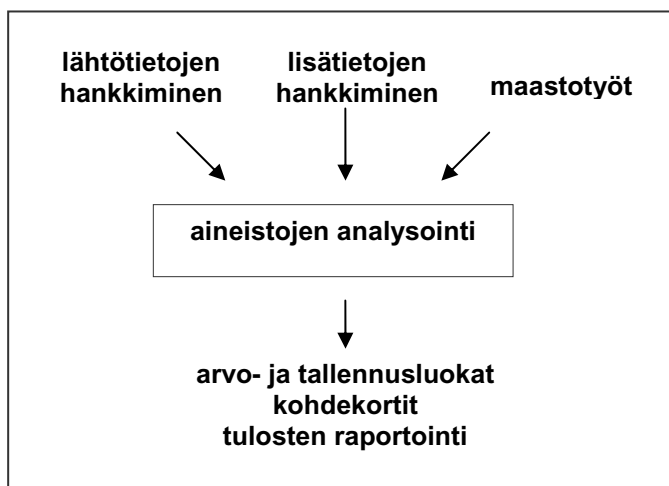 lähtötietojen
hankkiminen
lisätietojen
hankkiminen
maastotyöt
aineistojen analysointi
arvo- ja tallennusluokat
kohdekortit
tulosten raportointi